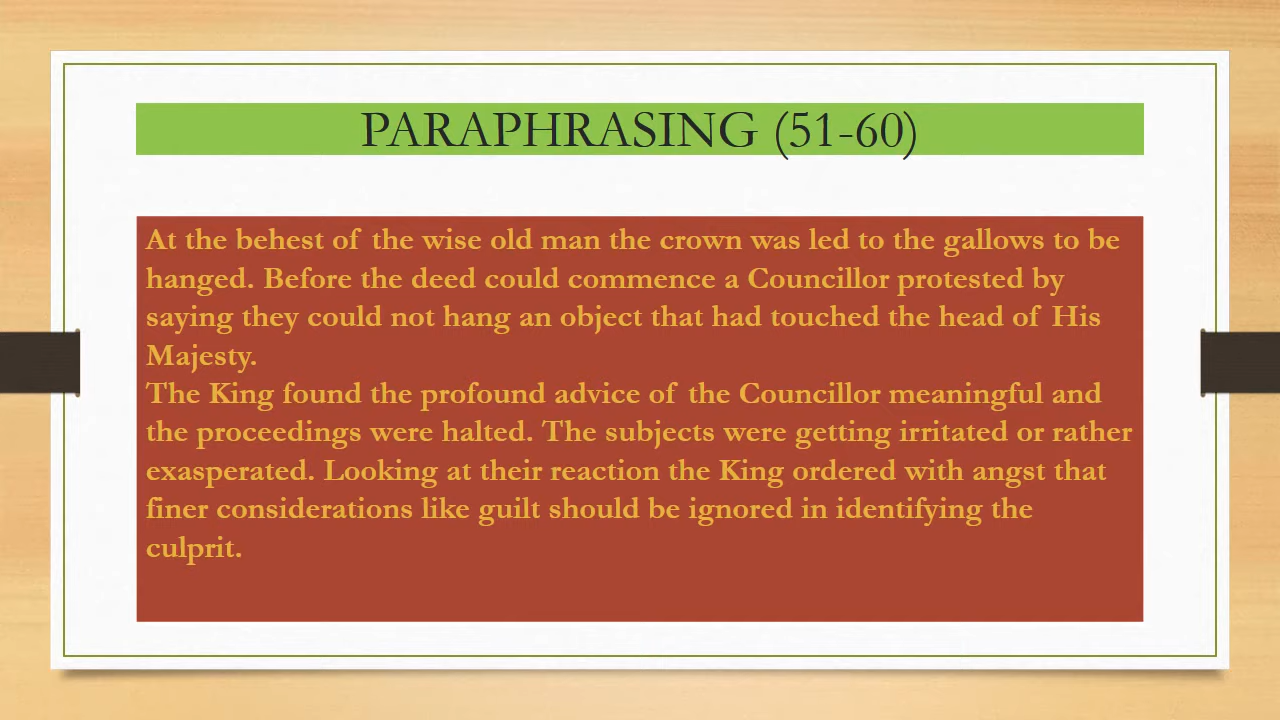 PARAPHRASING (51-60)
At the behest of the wise old man the crown was led to the gallows to be
hanged. Before the deed could commence a Councillor protested by
saying they could not hang an object that had touched the head of His
Majesty.
The King found the profound advice of the Councillor meaningful and
the proceedings were halted. The subjects were getting irritated or rather
exasperated. Looking at their reaction the King ordered with angst that
finer considerations like guilt should be ignored in identifying the
culprit.